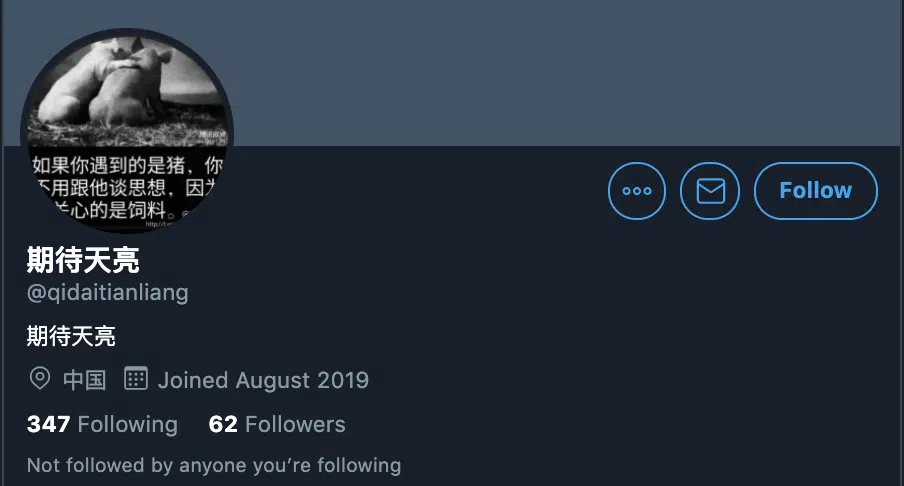 如果你遇到的是猪，你
不用跟他谈思想，因为
关心的是饲料。
Follow
期待天亮
@qidaitianliang
期待天亮
中国 Joined August 2019
347 Following 62 Followers
Not followed by anyone you’re following